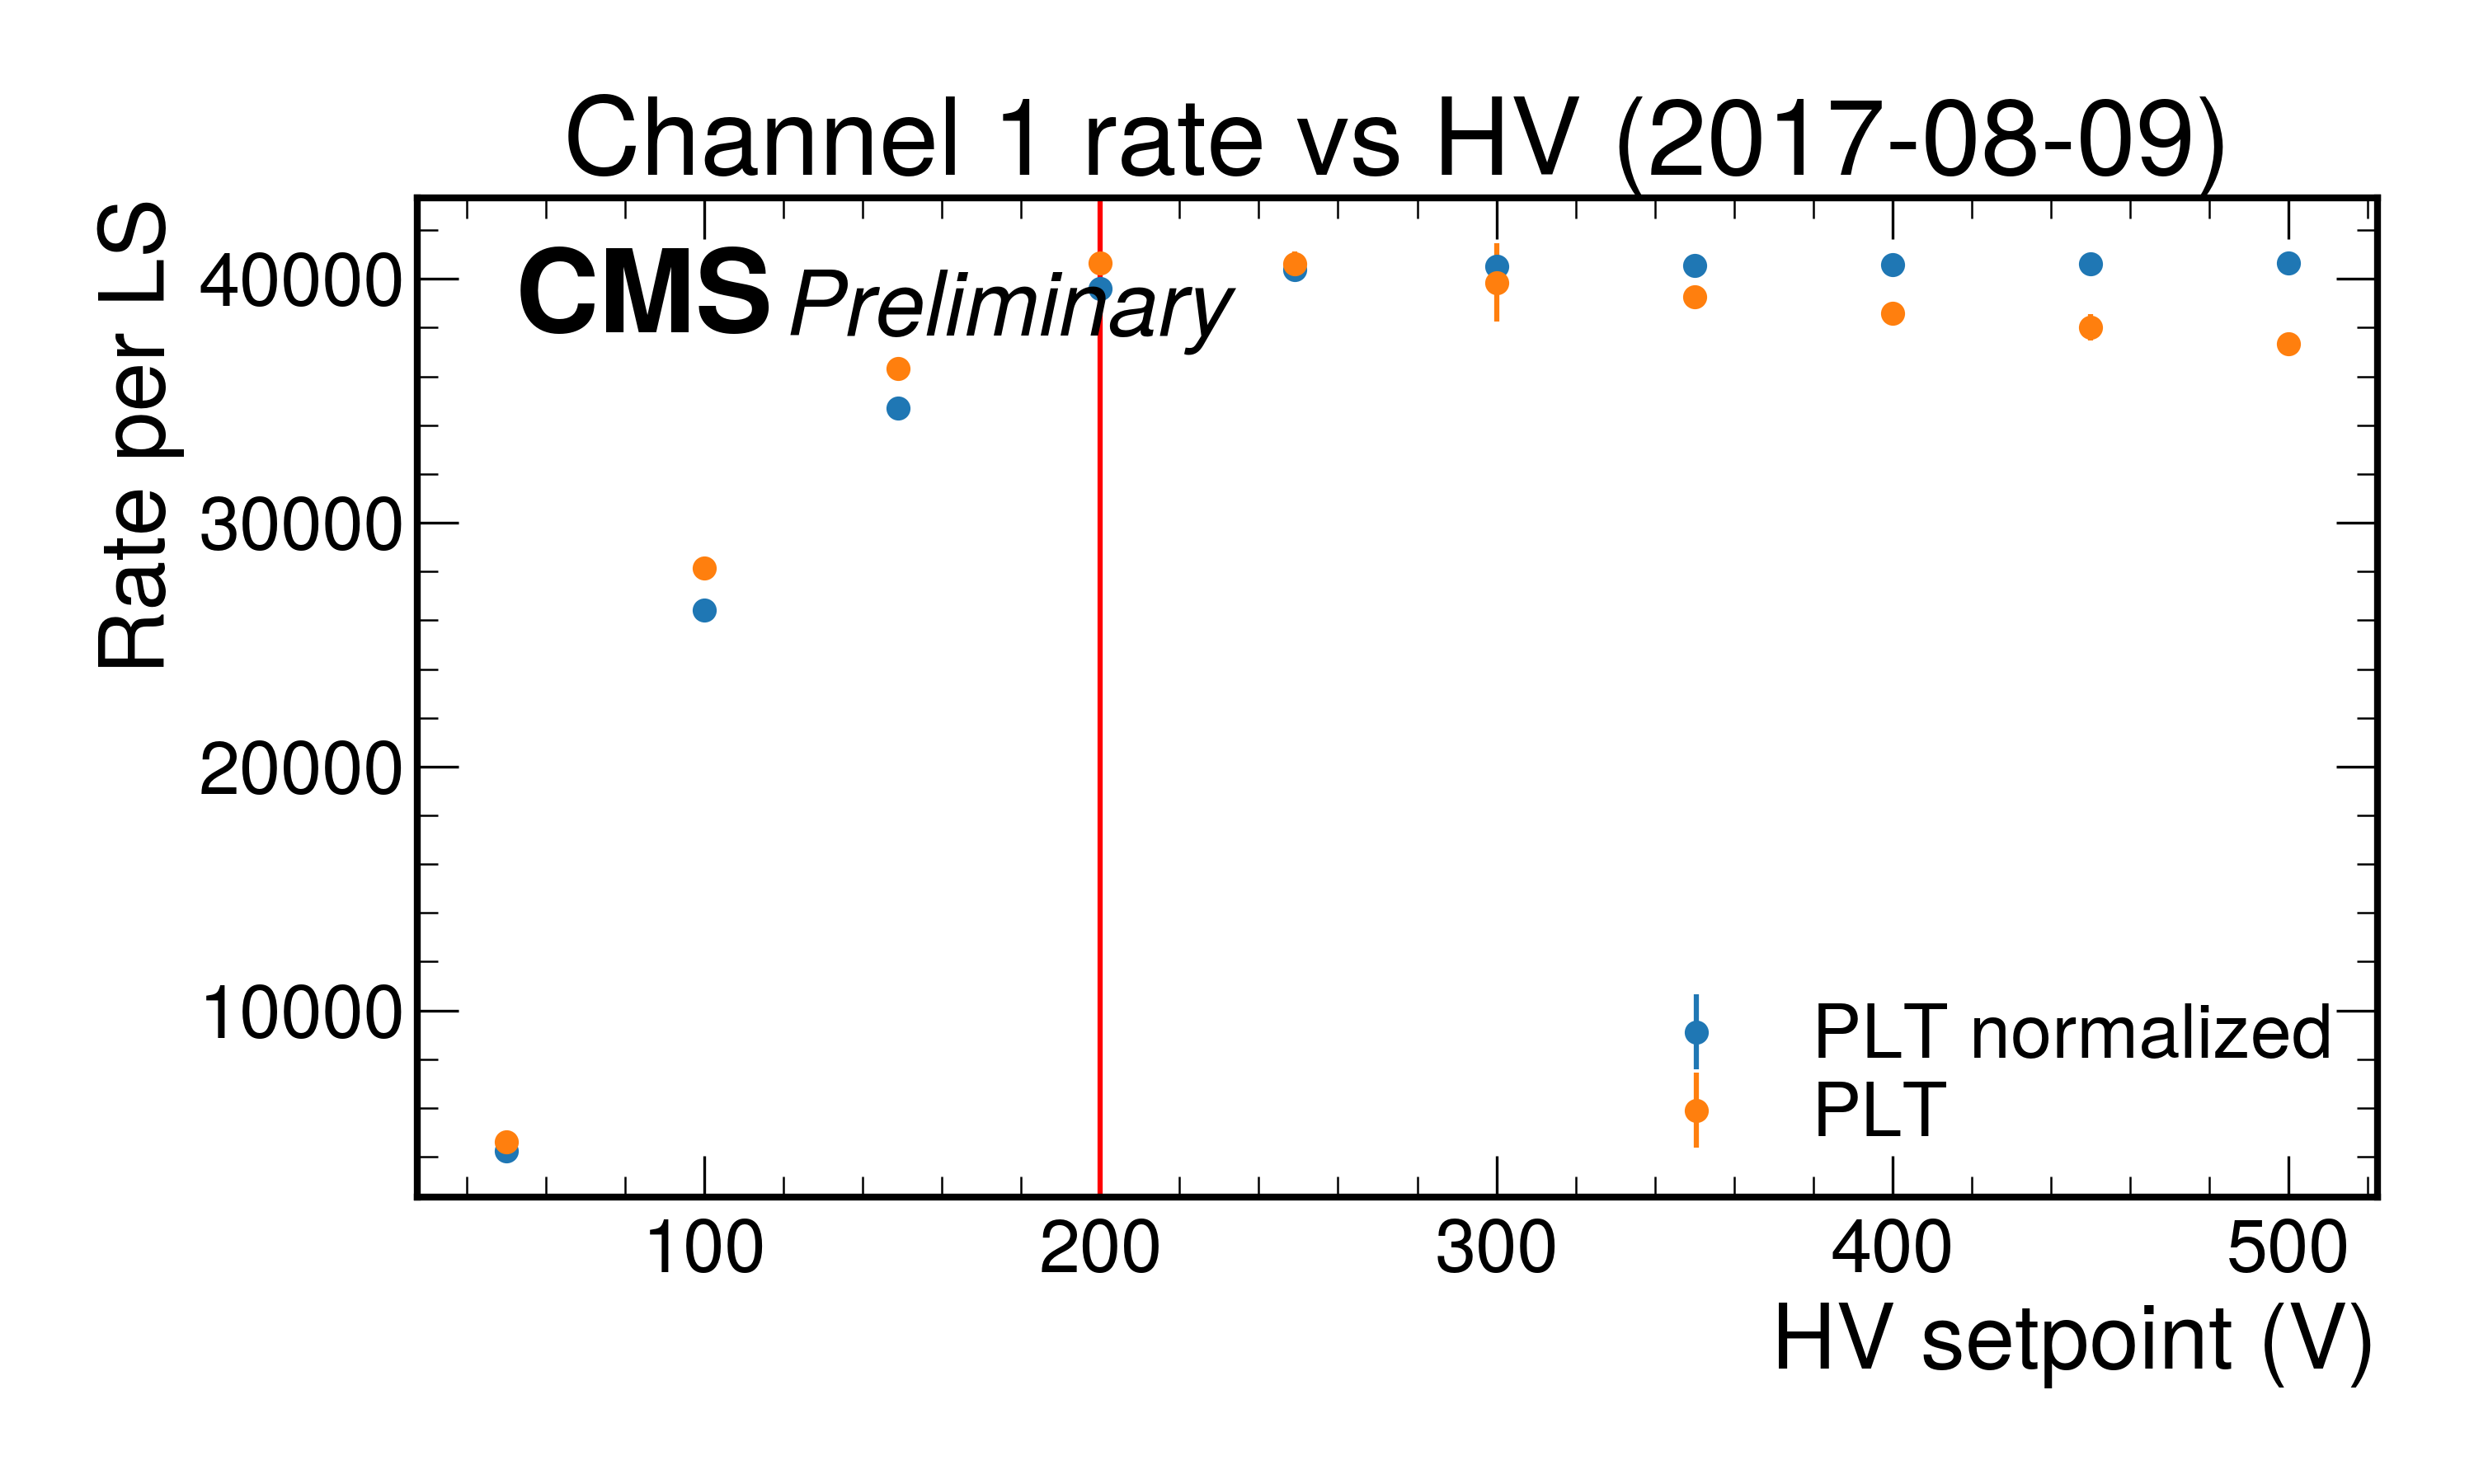 Channel 1 rate vs HV (2017-08-09)
CMS Preliminary
Rate per LS
40000
30000
20000
10000
PLT normalized
PLT
100 200 300 400 500
HV setpoint (V)